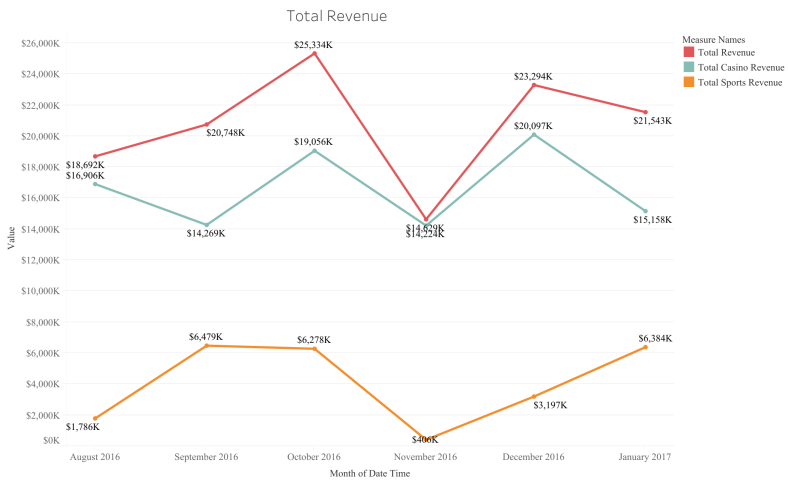 Total Revenue
Measure Names
Total Revenue
Total Casino Revenue
Total Sports Revenue
$26,000K
$24,000K
$22,000K
$20,000K
$18,000K
$16,000K
$14,000K
$12,000K
$10,000K
$8,000K
$6,000K
$4,000K
$2,000K
$0K
Value
$25,334K
$23,294K
$20,748K
$21,543K
$18,692K
$16,906K
$19,056K
$20,097K
$14,269K
$14,629K
$14,224K
$15,158K
$6,479K
$6,278K
$6,384K
$1,786K
$406K
$3,197K
August 2016
September 2016
October 2016
November 2016
December 2016
January 2017
Month of Date Time